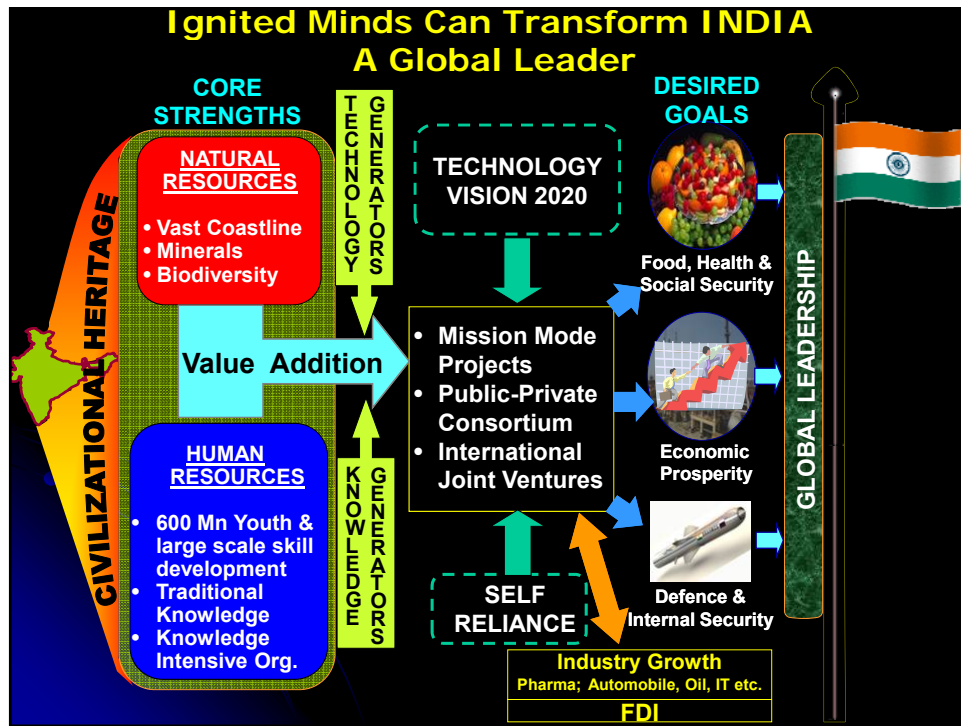 Ignited Minds Can Transform INDIA
A Global Leader
CORE
STRENGTHS
CIVILIZATIONAL HERITAGE
NATURAL
RESOURCES
• Vast Coastline
• Minerals
• Biodiversity
Value Addition
HUMAN
RESOURCES
• 600 Mn Youth &
large scale skill
development
• Traditional
Knowledge
• Knowledge
Intensive Org.
TECHNOLOGY
GENERATORS
KNOWLEDGE
GENERATORS
TECHNOLOGY
VISION 2020
• Mission Mode
Projects
• Public-Private
Consortium
• International
Joint Ventures
SELF
RELIANCE
Industry Growth
Pharma; Automobile, Oil, IT etc.
FDI
DESIRED
GOALS
Food, Health &
Social Security
Economic
Prosperity
Defence &
Internal Security
GLOBAL LEADERSHIP